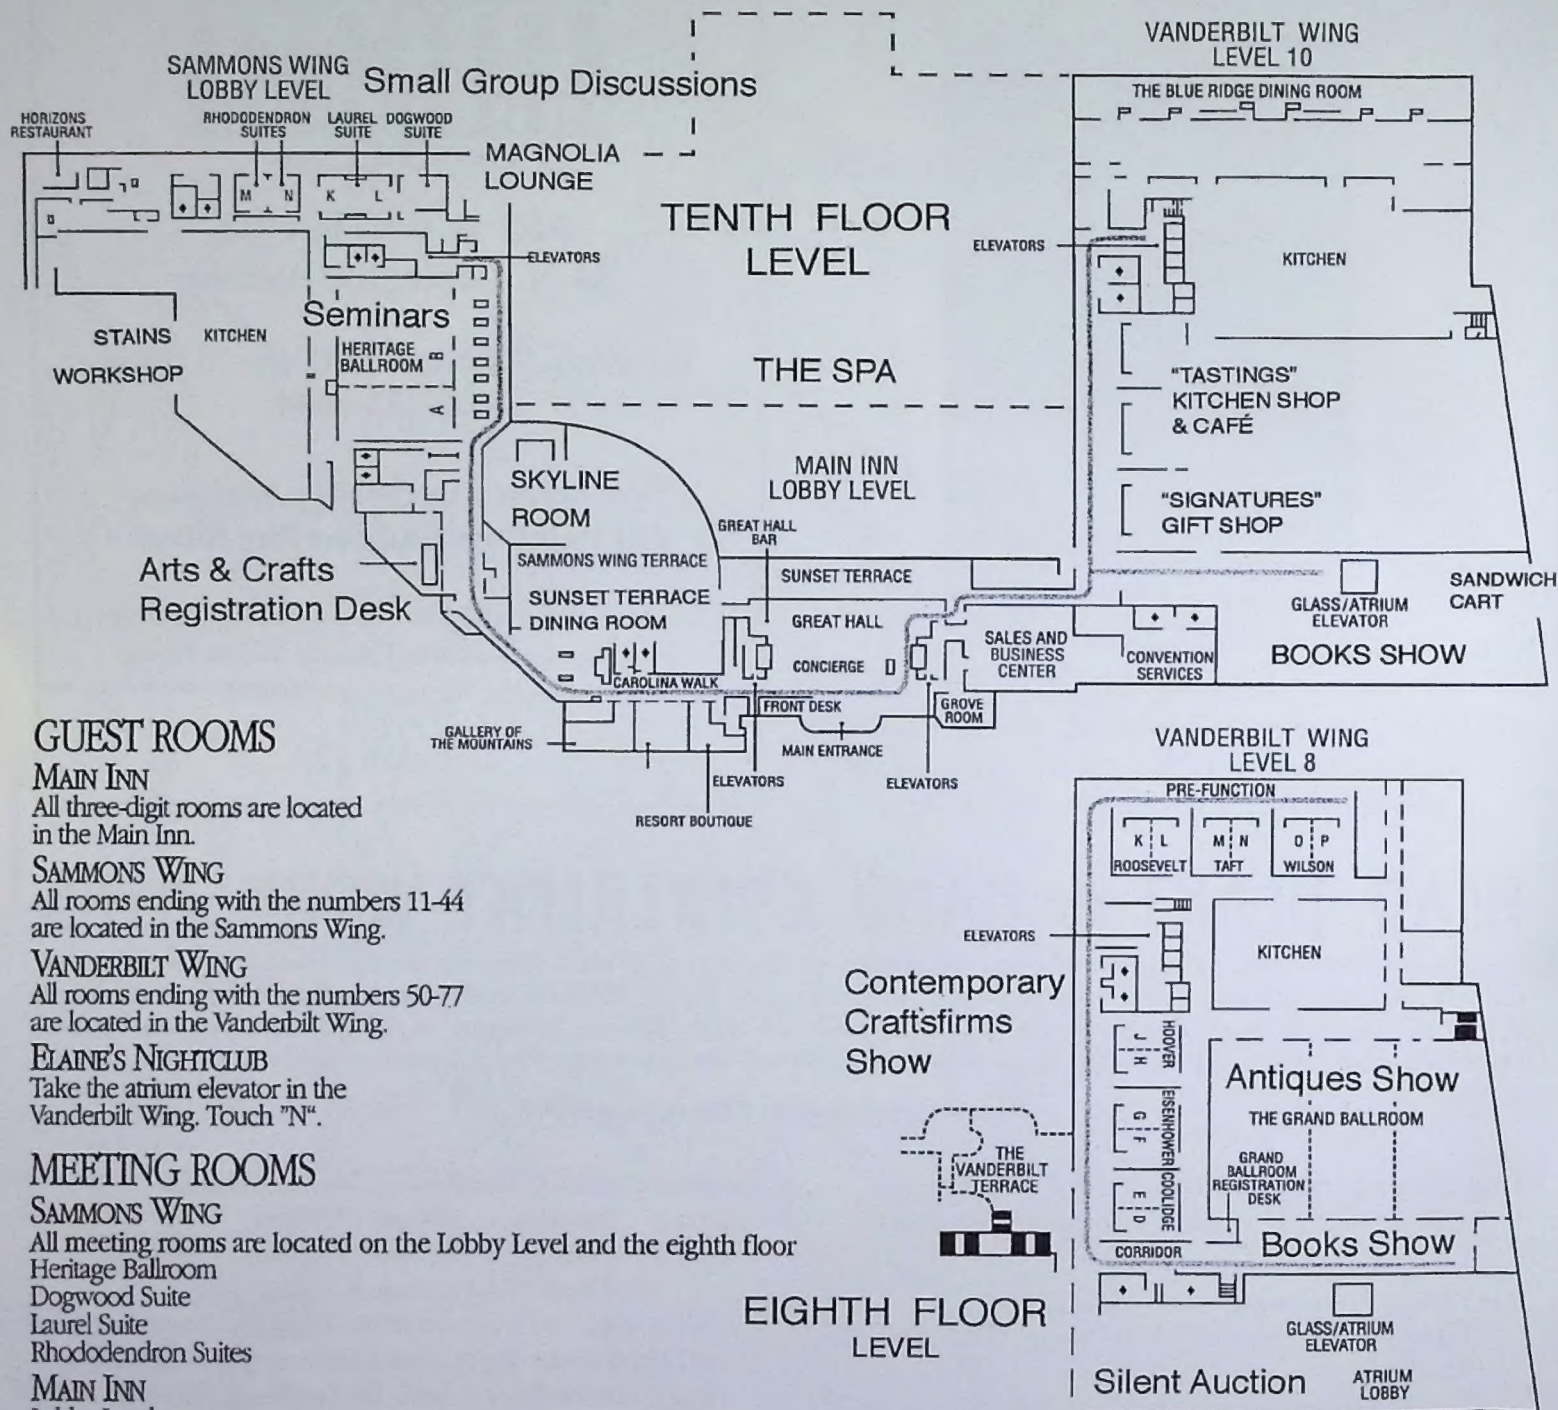 VANDERBILT WING
LEVEL 10
THE BLUE RIDGE DINING ROOM
SAMMONS WING
LOBBY LEVEL
Small Group Discussions
HORIZONS
RESTAURANT
RHODODENDRON
SUITES
LAUREL
SUITE
DOGWOOD
SUITE
MAGNOLIA
LOUNGE
M N K L
TENTH FLOOR
LEVEL
ELEVATORS
ELEVATORS
KITCHEN
Seminars
STAINS
WORKSHOP
KITCHEN
HERITAGE
BALLROOM
B
A
THE SPA
"TASTINGS"
KITCHEN SHOP
& CAFÉ
MAIN INN
LOBBY LEVEL
SKYLINE
ROOM
"SIGNATURES"
GIFT SHOP
GREAT HALL
BAR
Arts & Crafts
Registration Desk
SAMMONS WING TERRACE
SUNSET TERRACE
SUNSET TERRACE
DINING ROOM
GREAT HALL
CONCIERGE
SALES AND
BUSINESS
CENTER
CONVENTION
SERVICES
GLASS/ATRIUM
ELEVATOR
SANDWICH
CART
BOOKS SHOW
CAROLINA WALK
FRONT DESK
GROVE
ROOM
GALLERY OF
THE MOUNTAINS
MAIN ENTRANCE
ELEVATORS
ELEVATORS
RESORT BOUTIQUE
GUEST ROOMS
MAIN INN
All three-digit rooms are located
in the Main Inn.
SAMMONS WING
All rooms ending with the numbers 11-44
are located in the Sammons Wing.
VANDERBILT WING
All rooms ending with the numbers 50-77
are located in the Vanderbilt Wing.
ELAINE'S NIGHTCLUB
Take the atrium elevator in the
Vanderbilt Wing. Touch "N".
MEETING ROOMS
SAMMONS WING
All meeting rooms are located on the Lobby Level and the eighth floor
Heritage Ballroom
Dogwood Suite
Laurel Suite
Rhododendron Suites
MAIN INN
VANDERBILT WING
LEVEL 8
PRE-FUNCTION
K L
ROOSEVELT
M N
TAFT
O P
WILSON
ELEVATORS
KITCHEN
Contemporary
Craftsfirms
Show
J H
HOOVER
G F
EISENHOWER
E D
COOLIDGE
Antiques Show
THE GRAND BALLROOM
GRAND
BALLROOM
REGISTRATION
DESK
THE
VANDERBILT
TERRACE
CORRIDOR
Books Show
EIGHTH FLOOR
LEVEL
GLASS/ATRIUM
ELEVATOR
Silent Auction
ATRIUM
LOBBY